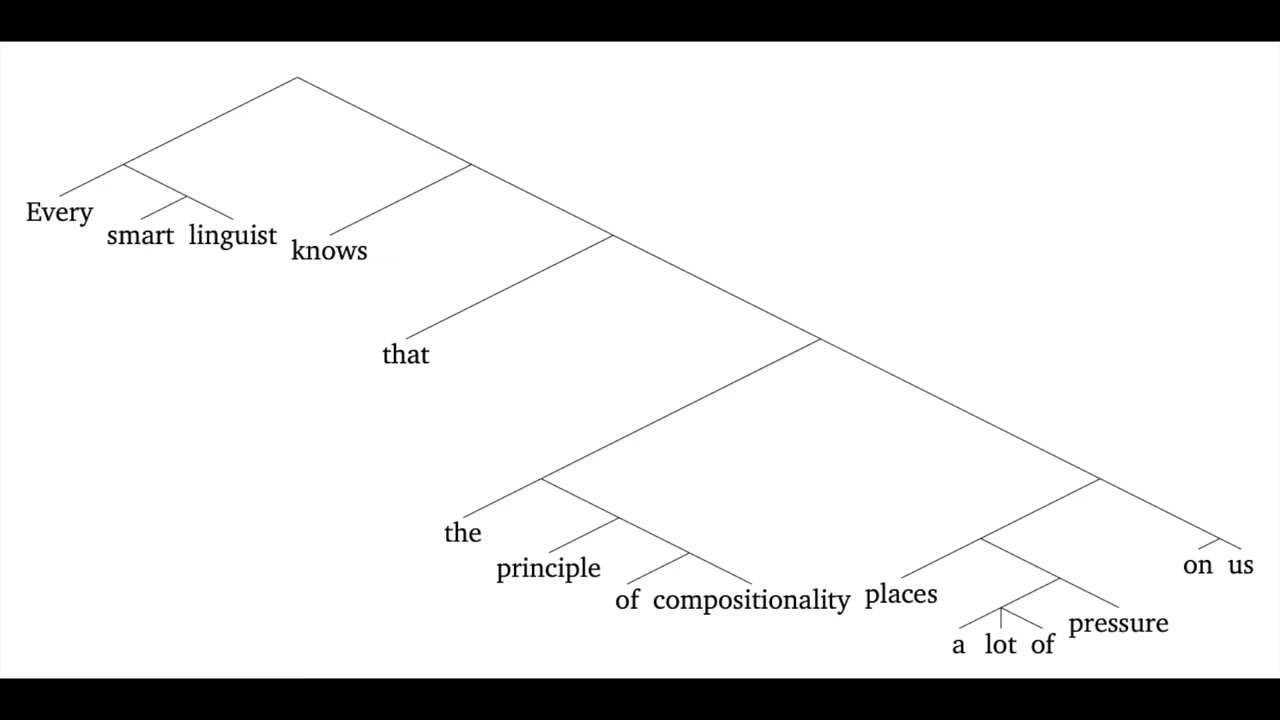 Every smart linguist knows
that
the principle of compositionality places a lot of pressure on us